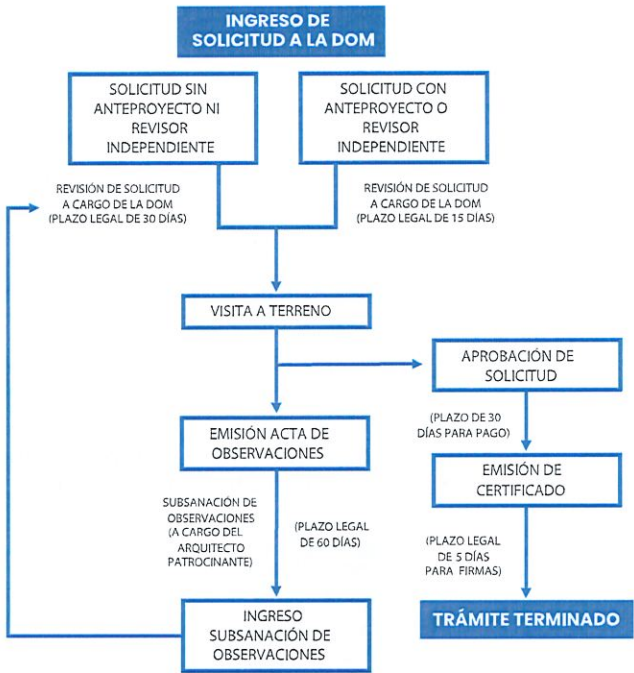 INGRESO DE
SOLICITUD A LA DOM
SOLICITUD SIN
ANTEPROYECTO NI
REVISOR
INDEPENDIENTE
SOLICITUD CON
ANTEPROYECTO O
REVISOR
INDEPENDIENTE
REVISIÓN DE SOLICITUD
A CARGO DE LA DOM
(PLAZO LEGAL DE 30 DÍAS)
REVISIÓN DE SOLICITUD
A CARGO DE LA DOM
(PLAZO LEGAL DE 15 DÍAS)
VISITA A TERRENO
APROBACIÓN DE
SOLICITUD
(PLAZO DE 30
DÍAS PARA PAGO)
EMISIÓN ACTA DE
OBSERVACIONES
EMISIÓN DE
CERTIFICADO
SUBSANACIÓN DE
OBSERVACIONES
(A CARGO DEL
ARQUITECTO
PATROCINANTE)
(PLAZO LEGAL
DE 60 DÍAS)
(PLAZO LEGAL
DE 5 DÍAS
PARA FIRMAS)
INGRESO
SUBSANACIÓN DE
OBSERVACIONES
TRÁMITE TERMINADO